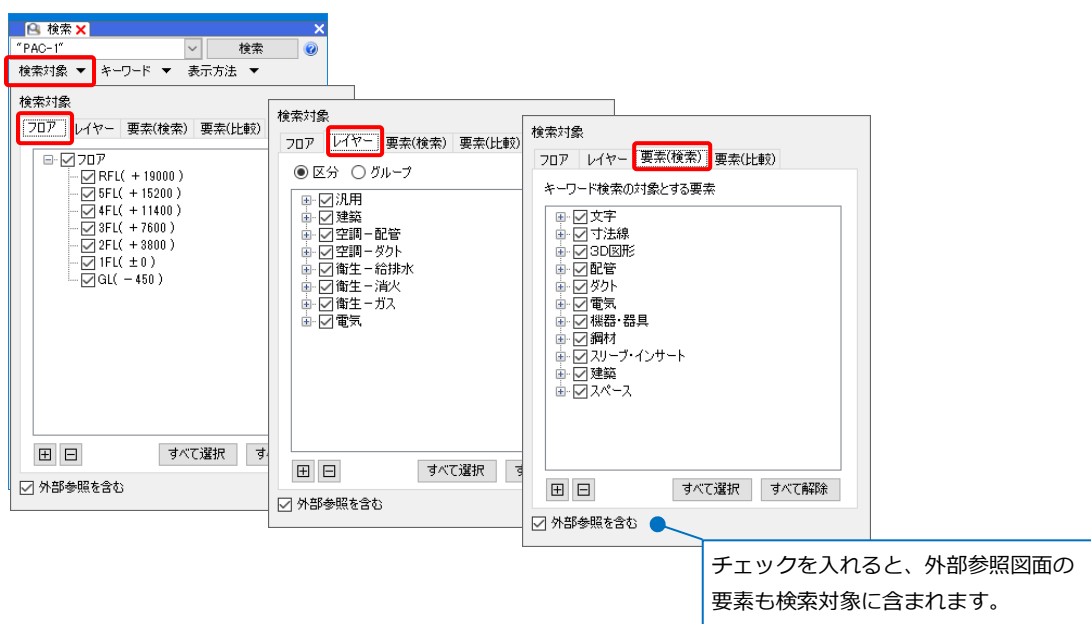 検索
"PAC-1"
検索
検索対象 ▼ キーワード ▼ 表示方法 ▼
検索対象
フロア レイヤー 要素(検索) 要素(比較)
フロア
RFL( + 19000 )
5FL( + 15200 )
4FL( + 11400 )
3FL( + 7600 )
2FL( + 3800 )
1FL( ± 0 )
GL( − 450 )
すべて選択 す
外部参照を含む
検索対象
フロア レイヤー 要素(検索) 要素(比較)
区分 グループ
汎用
建築
空調－配管
空調－ダクト
衛生－給排水
衛生－消火
衛生－ガス
電気
すべて選択
外部参照を含む
検索対象
フロア レイヤー 要素(検索) 要素(比較)
キーワード検索の対象とする要素
文字
寸法線
3D図形
配管
ダクト
電気
機器・器具
鋼材
スリーブ・インサート
建築
スペース
すべて選択 すべて解除
外部参照を含む
チェックを入れると、外部参照図面の
要素も検索対象に含まれます。